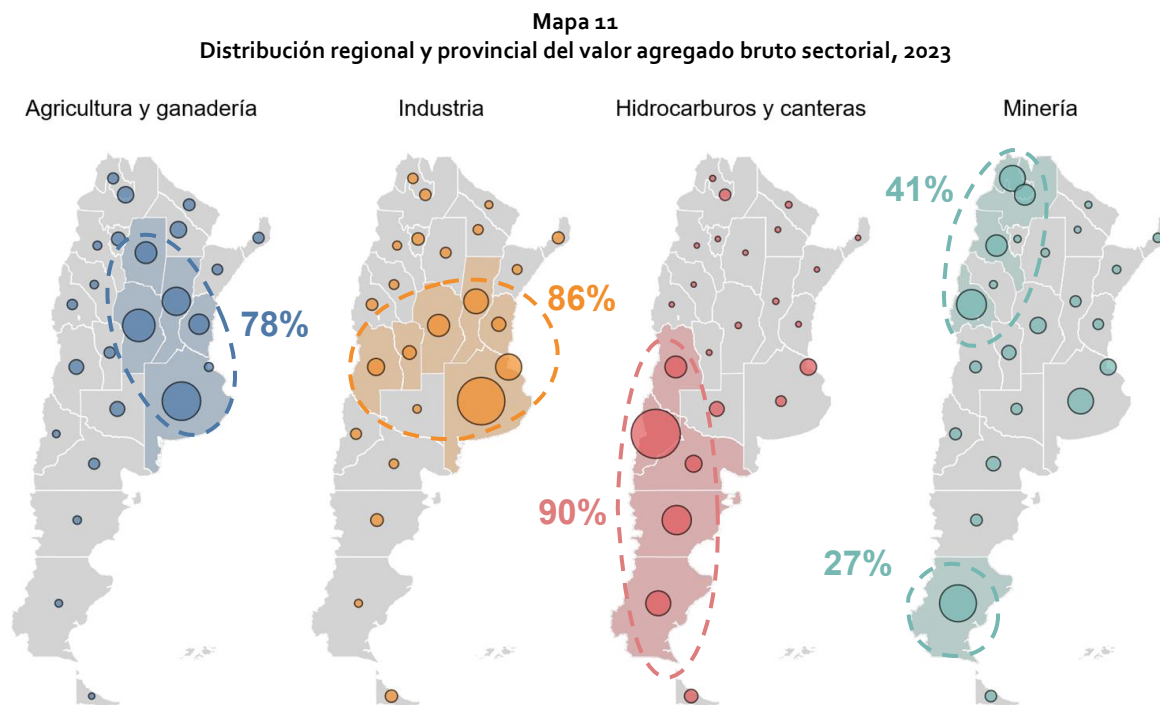 Mapa 11
Distribución regional y provincial del valor agregado bruto sectorial, 2023
Agricultura y ganadería
Industria
Hidrocarburos y canteras
Minería
78%
86%
90%
41%
27%